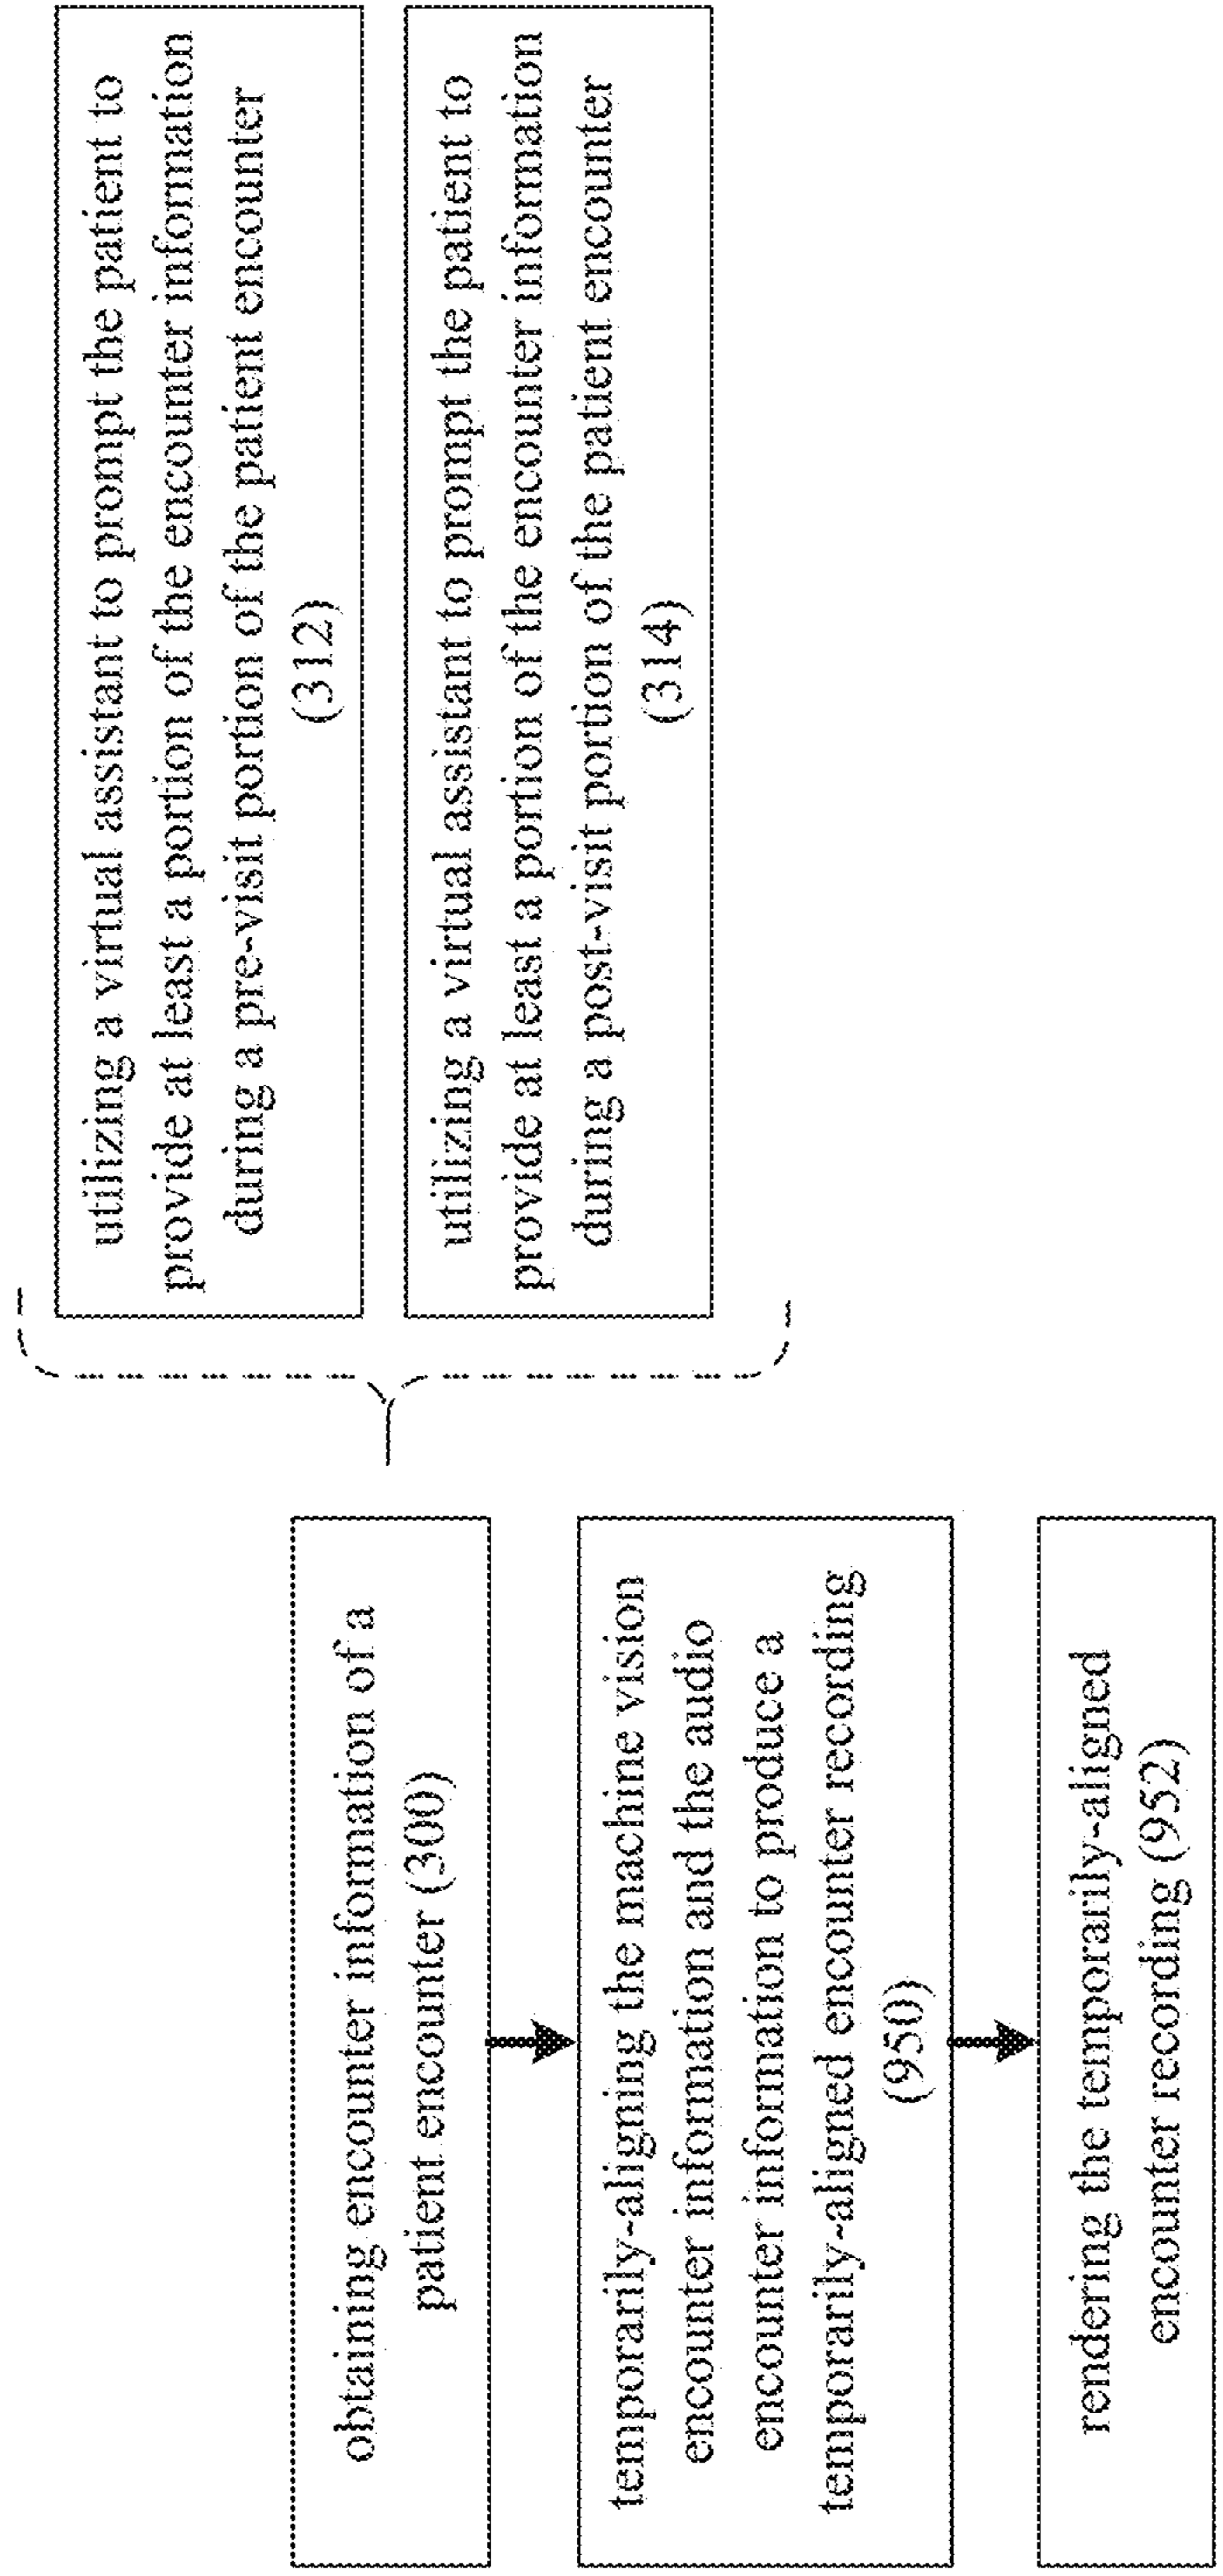 obtaining encounter information of a
patient encounter (300)
temporarily-aligning the machine vision
encounter information and the audio
encounter information to produce a
temporarily-aligned encounter recording
(950)
rendering the temporarily-aligned
encounter recording (952)
utilizing a virtual assistant to prompt the patient to
provide at least a portion of the encounter information
during a pre-visit portion of the patient encounter
(312)
utilizing a virtual assistant to prompt the patient to
provide at least a portion of the encounter information
during a post-visit portion of the patient encounter
(314)